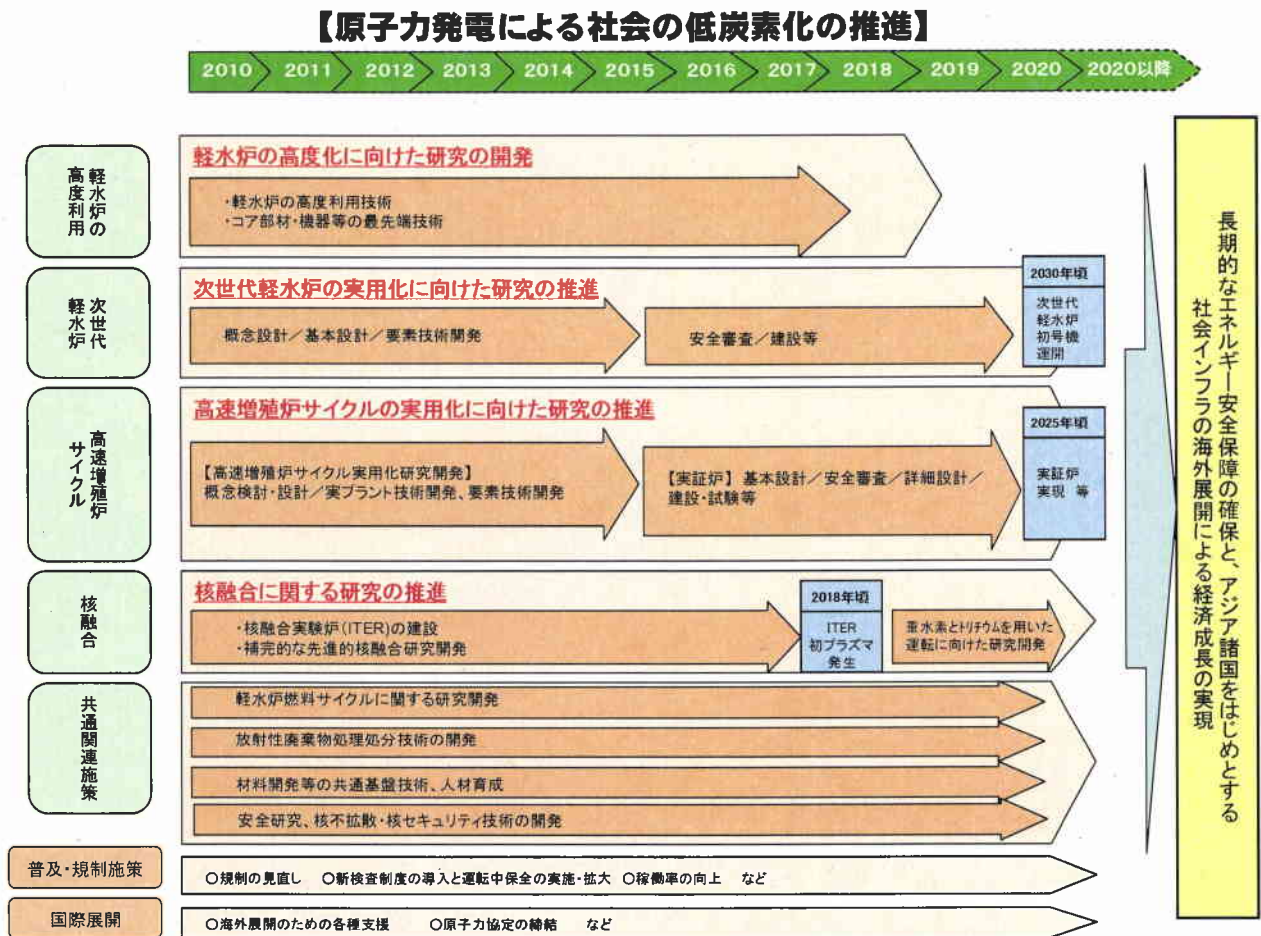 【原子力発電による社会の低炭素化の推進】
2010 2011 2012 2013 2014 2015 2016 2017 2018 2019 2020 2020以降
軽水炉の
高度利用
軽水炉の高度化に向けた研究の開発
・軽水炉の高度利用技術
・コア部材・機器等の最先端技術
次世代
軽水炉
次世代軽水炉の実用化に向けた研究の推進
概念設計／基本設計／要素技術開発
安全審査／建設等
2030年頃
次世代
軽水炉
初号機
運開
高速増殖炉
サイクル
高速増殖炉サイクルの実用化に向けた研究の推進
【高速増殖炉サイクル実用化研究開発】
概念検討・設計／実プラント技術開発、要素技術開発
【実証炉】 基本設計／安全審査／詳細設計／
建設・試験等
2025年頃
実証炉
実現 等
核融合
核融合に関する研究の推進
・核融合実験炉(ITER)の建設
・補完的な先進的核融合研究開発
2018年頃
ITER
初プラズマ
発生
重水素とトリチウムを用いた
運転に向けた研究開発
共通関連施策
軽水炉燃料サイクルに関する研究開発
放射性廃棄物処理処分技術の開発
材料開発等の共通基盤技術、人材育成
安全研究、核不拡散・核セキュリティ技術の開発
普及・規制施策
○規制の見直し ○新検査制度の導入と運転中保全の実施・拡大 ○稼働率の向上 など
国際展開
○海外展開のための各種支援 ○原子力協定の締結 など
長期的なエネルギー安全保障の確保と、アジア諸国をはじめとする
社会インフラの海外展開による経済成長の実現